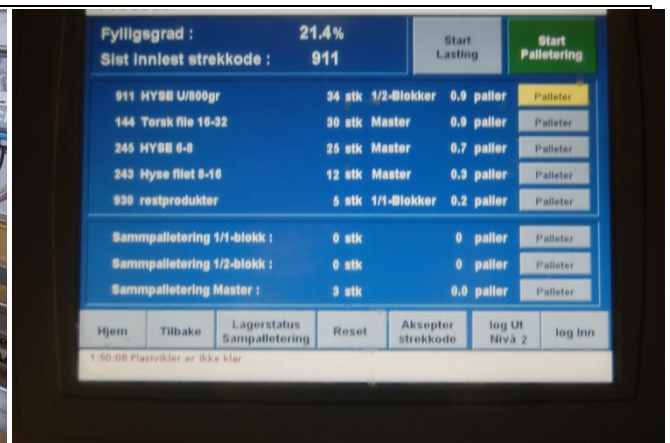 Fylligsgrad : 21.4%
Sist innlest strekkode : 911
Start Lasting
Start Palletering
911 HYSE U/800gr 34 stk 1/2-Blokker 0.9 paller Palleter
144 Torsk file 16-32 30 stk Master 0.9 paller Palleter
245 HYSE 6-8 25 stk Master 0.7 paller Palleter
243 Hyse filet 8-16 12 stk Master 0.3 paller Palleter
930 restprodukter 5 stk 1/1-Blokker 0.2 paller Palleter
Sammpalletering 1/1-blokk : 0 stk 0 paller Palleter
Sammpalletering 1/2-blokk : 0 stk 0 paller Palleter
Sammpalletering Master : 3 stk 0.0 paller Palleter
Hjem
Tilbake
Lagerstatus Sampalletering
Reset
Aksepter strekkode
log Ut Nivå 2
log Inn
1:50:08 Plastvikler er ikke klar